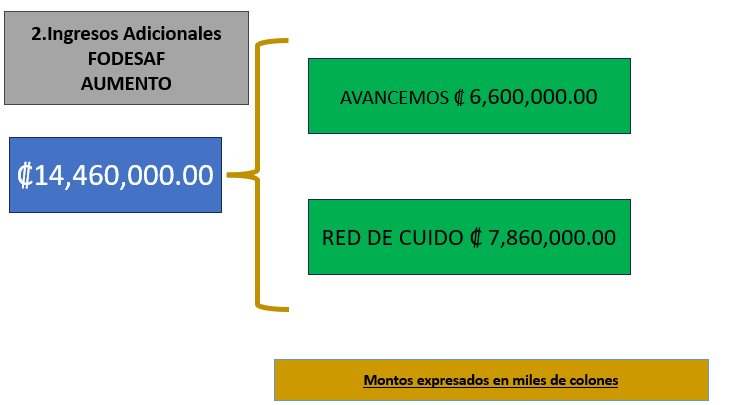 2.Ingresos Adicionales
FODESAF
AUMENTO
AVANCEMOS ₡ 6,600,000.00
₡14,460,000.00
RED DE CUIDO ₡ 7,860,000.00
Montos expresados en miles de colones